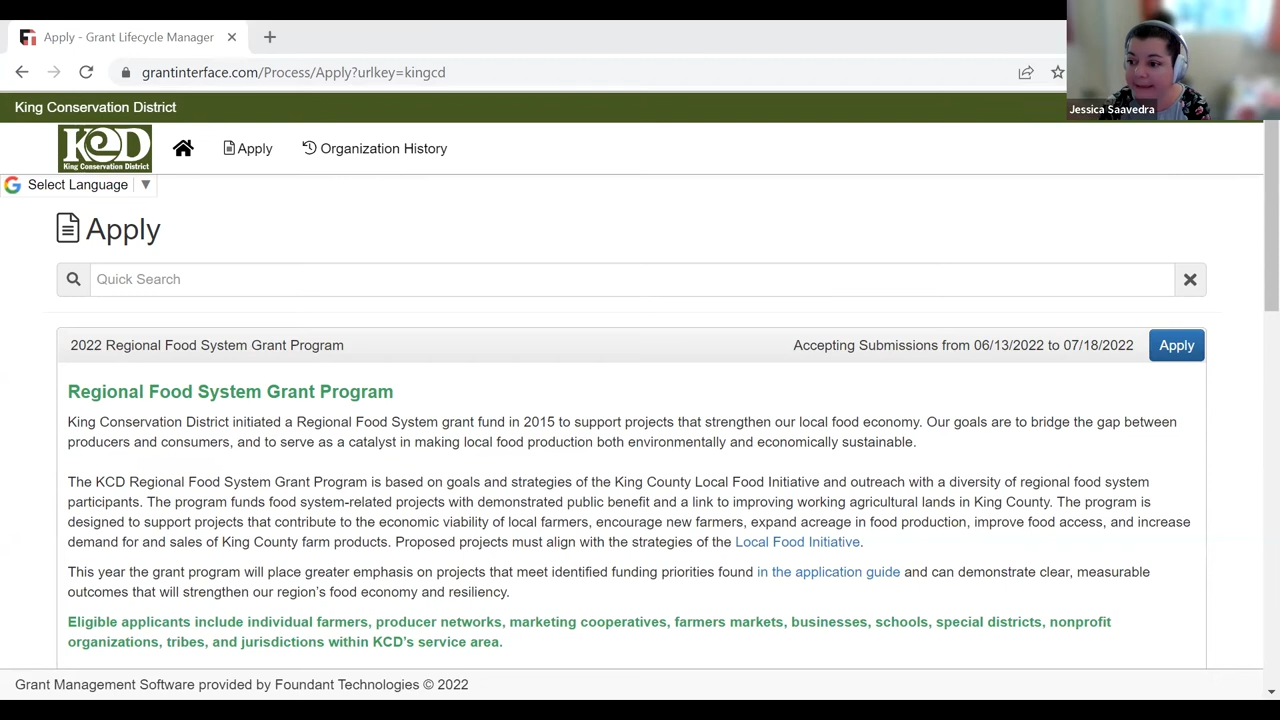 Apply - Grant Lifecycle Manager
grantinterface.com/Process/Apply?urlkey=kingcd
Jessica Saavedra
King Conservation District
KCD
King Conservation District
Apply
Organization History
Select Language
Apply
Quick Search
2022 Regional Food System Grant Program
Accepting Submissions from 06/13/2022 to 07/18/2022
Apply
Regional Food System Grant Program
King Conservation District initiated a Regional Food System grant fund in 2015 to support projects that strengthen our local food economy. Our goals are to bridge the gap between
producers and consumers, and to serve as a catalyst in making local food production both environmentally and economically sustainable.
The KCD Regional Food System Grant Program is based on goals and strategies of the King County Local Food Initiative and outreach with a diversity of regional food system
participants. The program funds food system-related projects with demonstrated public benefit and a link to improving working agricultural lands in King County. The program is
designed to support projects that contribute to the economic viability of local farmers, encourage new farmers, expand acreage in food production, improve food access, and increase
demand for and sales of King County farm products. Proposed projects must align with the strategies of the Local Food Initiative.
This year the grant program will place greater emphasis on projects that meet identified funding priorities found in the application guide and can demonstrate clear, measurable
outcomes that will strengthen our region's food economy and resiliency.
Eligible applicants include individual farmers, producer networks, marketing cooperatives, farmers markets, businesses, schools, special districts, nonprofit
organizations, tribes, and jurisdictions within KCD's service area.
Grant Management Software provided by Foundant Technologies © 2022